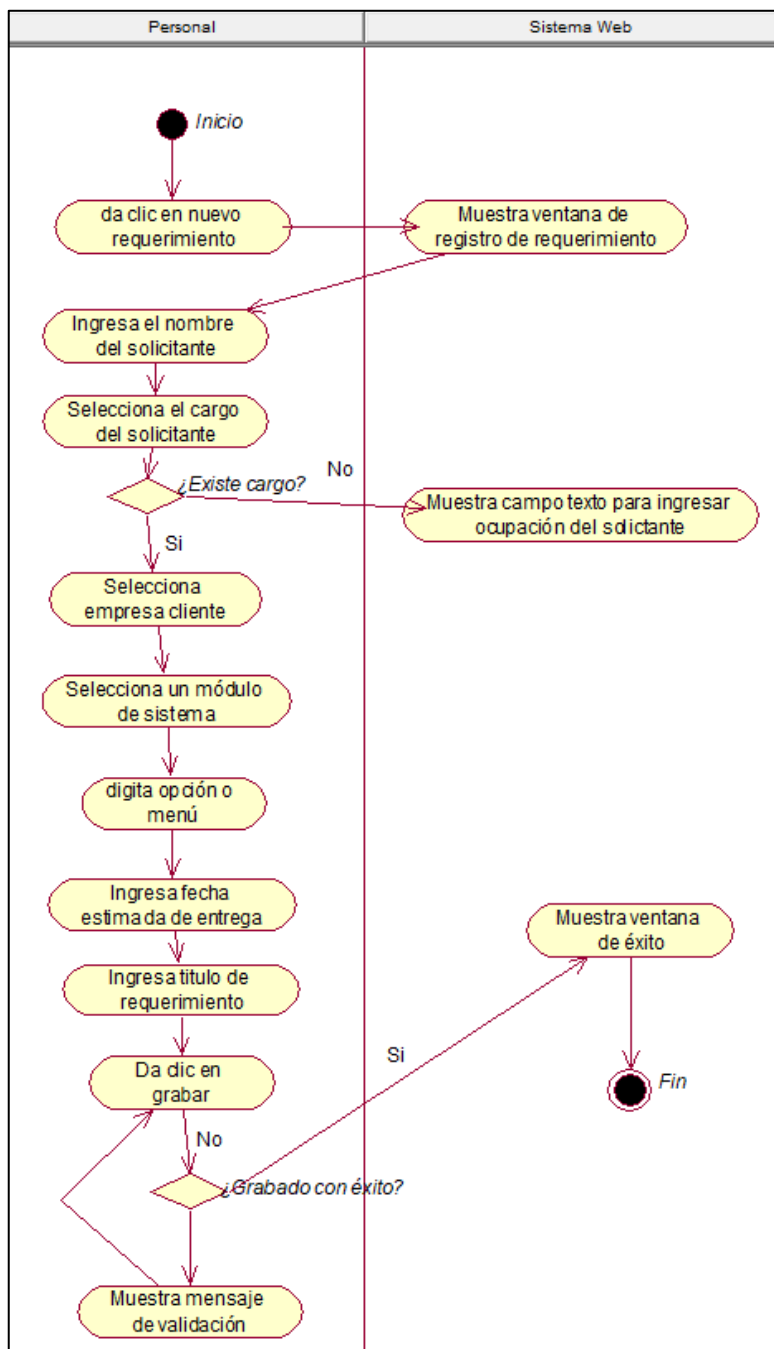 Personal
Sistema Web
Inicio
da clic en nuevo
requerimiento
Muestra ventana de
registro de requerimiento
Ingresa el nombre
del solicitante
Selecciona el cargo
del solicitante
¿Existe cargo?
No
Muestra campo texto para ingresar
ocupación del solictante
Si
Selecciona
empresa cliente
Selecciona un módulo
de sistema
digita opción o
menú
Ingresa fecha
estimada de entrega
Muestra ventana
de éxito
Ingresa titulo de
requerimiento
Si
Da clic en
grabar
Fin
No
¿Grabado con éxito?
Muestra mensaje
de validación